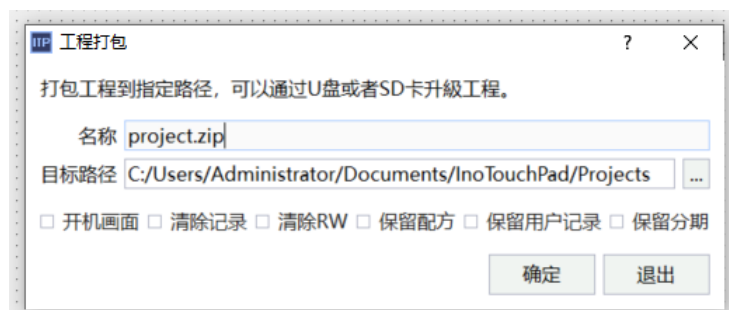 ITP 工程打包 ? ×
打包工程到指定路径，可以通过U盘或者SD卡升級工程。
名称 project.zip
目标路径 C:/Users/Administrator/Documents/InoTouchPad/Projects ...
开机画面 清除记录 清除RW 保留配方 保留用户记录 保留分期
确定 退出